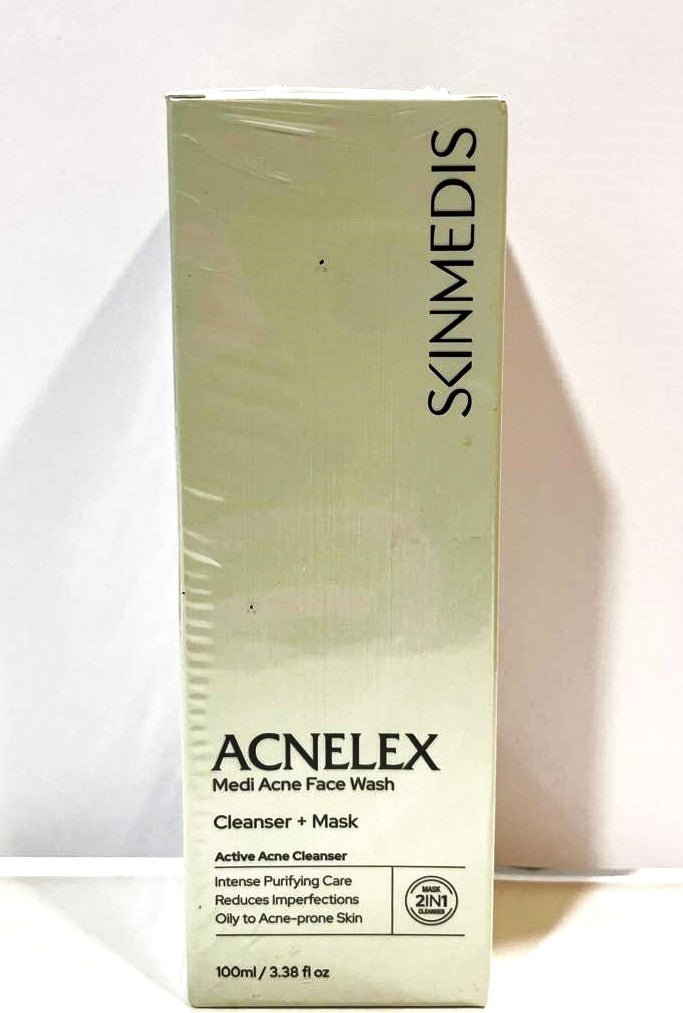 SKINMEDIS
ACNELEX
Medi Acne Face Wash
Cleanser + Mask
Active Acne Cleanser
Intense Purifying Care
Reduces Imperfections
Oily to Acne-prone Skin
MASK
2IN1
CLEANSER
100ml / 3.38 fl oz